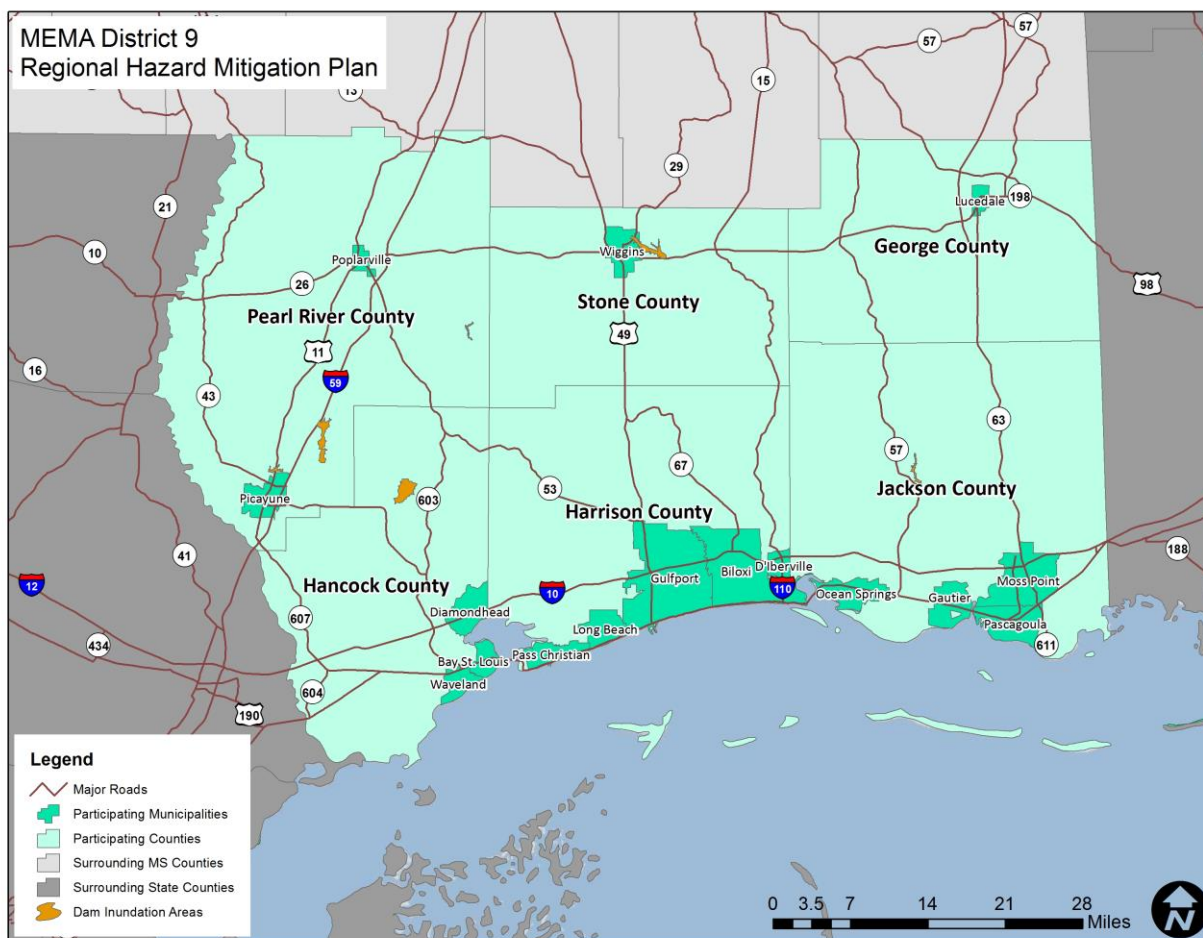 MEMA District 9
Regional Hazard Mitigation Plan
57
57
13
15
29
21
Lucedale
198
10
Poplarville
Wiggins
George County
26
98
Pearl River County
Stone County
11
49
16
59
43
63
67
57
Picayune
603
53
Jackson County
Harrison County
41
188
12
Hancock County
10
Gulfport
Biloxi
D'Iberville
110
Moss Point
Ocean Springs
Gautier
Diamondhead
607
Long Beach
Pascagoula
434
Bay St. Louis
Pass Christian
611
Waveland
604
190
Legend
Major Roads
Participating Municipalities
Participating Counties
Surrounding MS Counties
Surrounding State Counties
Dam Inundation Areas
0 3.5 7 14 21 28
Miles
N